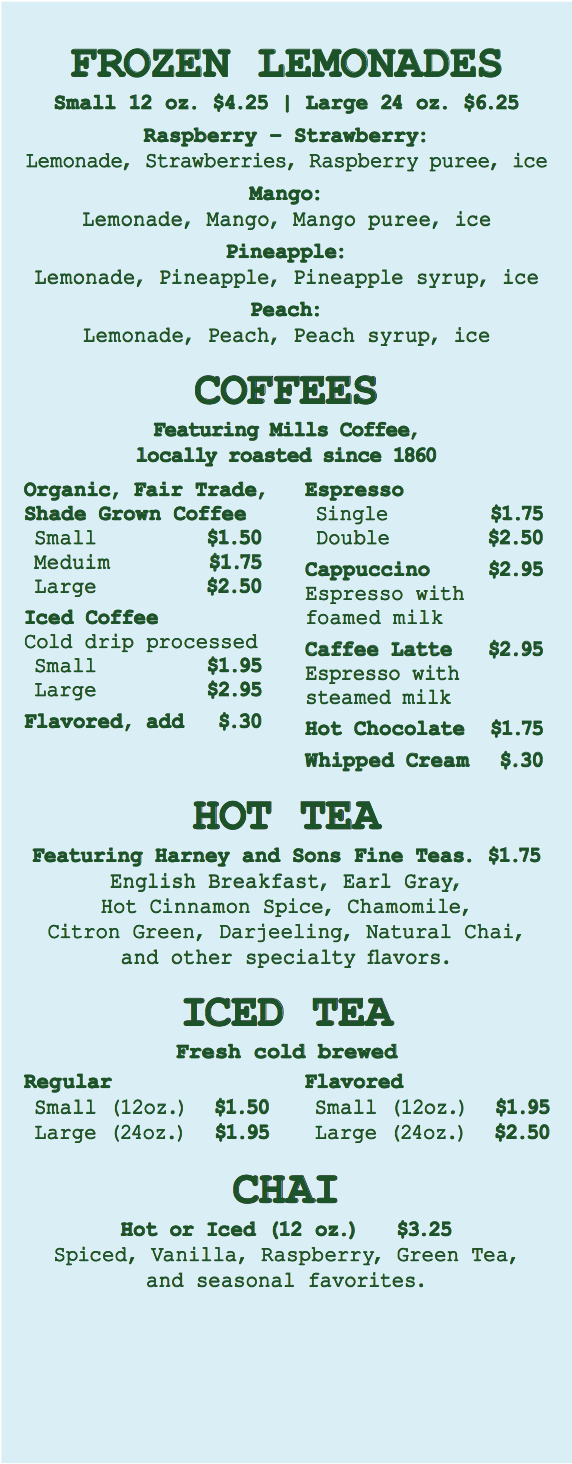 FROZEN LEMONADES
Small 12 oz. $4.25 | Large 24 oz. $6.25
Raspberry – Strawberry:
Lemonade, Strawberries, Raspberry puree, ice
Mango:
Lemonade, Mango, Mango puree, ice
Pineapple:
Lemonade, Pineapple, Pineapple syrup, ice
Peach:
Lemonade, Peach, Peach syrup, ice
COFFEES
Featuring Mills Coffee,
locally roasted since 1860
Organic, Fair Trade,
Shade Grown Coffee
Small $1.50
Meduim $1.75
Large $2.50
Iced Coffee
Cold drip processed
Small $1.95
Large $2.95
Flavored, add $.30
Espresso
Single $1.75
Double $2.50
Cappuccino $2.95
Espresso with
foamed milk
Caffee Latte $2.95
Espresso with
steamed milk
Hot Chocolate $1.75
Whipped Cream $.30
HOT TEA
Featuring Harney and Sons Fine Teas. $1.75
English Breakfast, Earl Gray,
Hot Cinnamon Spice, Chamomile,
Citron Green, Darjeeling, Natural Chai,
and other specialty flavors.
ICED TEA
Fresh cold brewed
Regular
Small (12oz.) $1.50
Large (24oz.) $1.95
Flavored
Small (12oz.) $1.95
Large (24oz.) $2.50
CHAI
Hot or Iced (12 oz.) $3.25
Spiced, Vanilla, Raspberry, Green Tea,
and seasonal favorites.